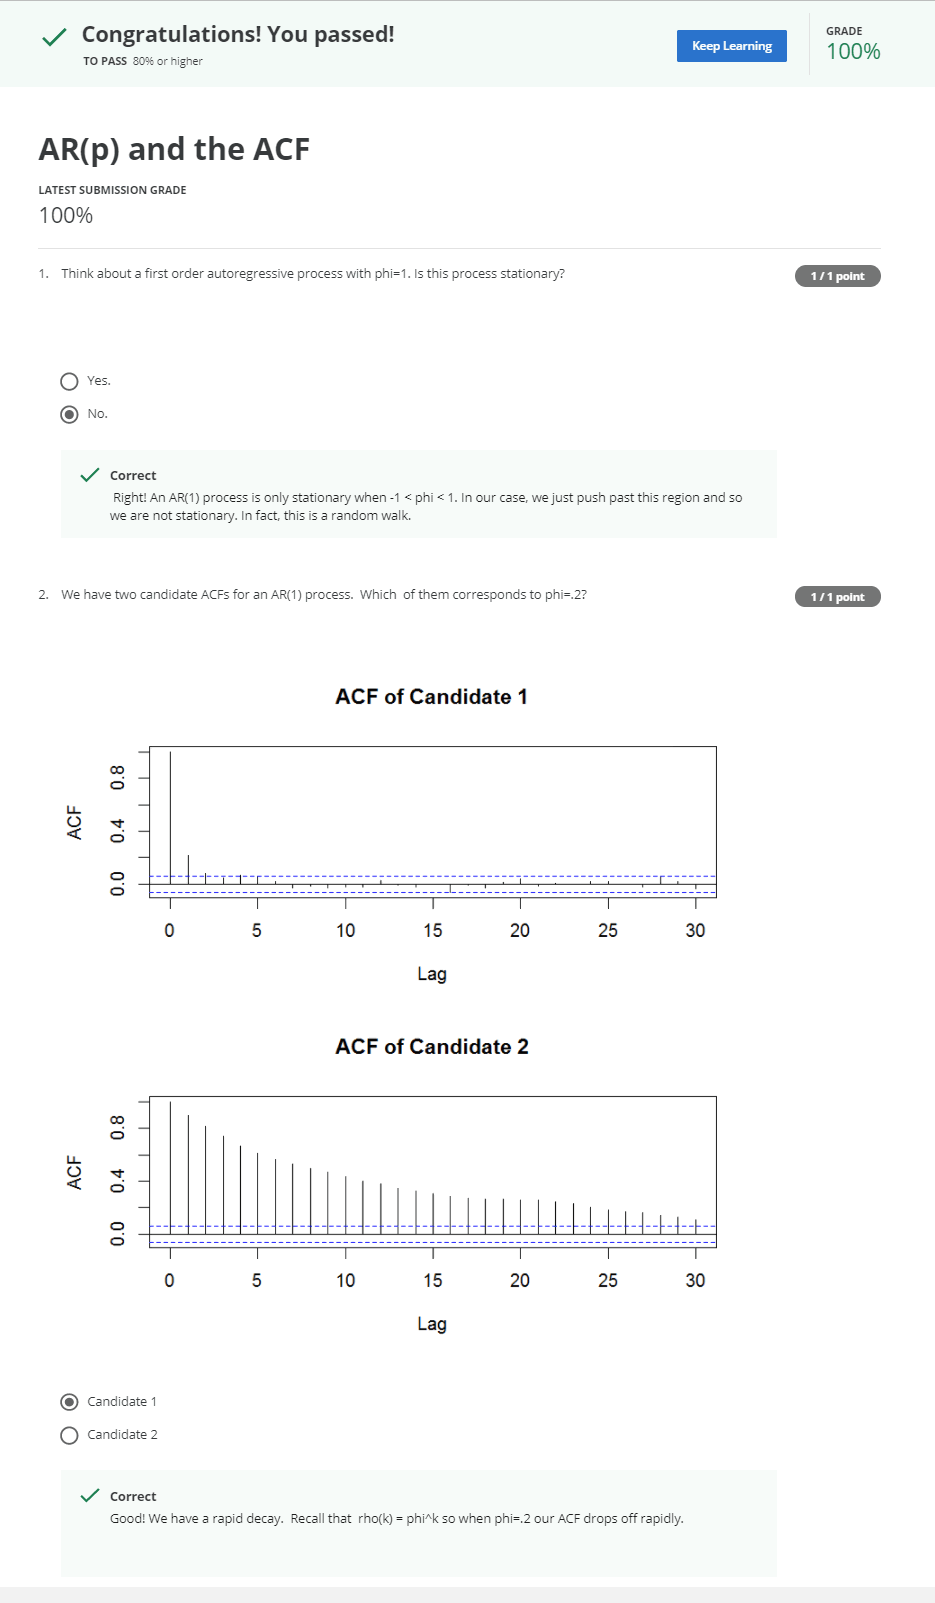 Congratulations! You passed!
TO PASS 80% or higher
Keep Learning
GRADE
100%
AR(p) and the ACF
LATEST SUBMISSION GRADE
100%
1. Think about a first order autoregressive process with phi=1. Is this process stationary?
1 / 1 point
Yes.
No.
Correct
Right! An AR(1) process is only stationary when -1 < phi < 1. In our case, we just push past this region and so
we are not stationary. In fact, this is a random walk.
2. We have two candidate ACFs for an AR(1) process.  Which  of them corresponds to phi=.2?
1 / 1 point
ACF of Candidate 1
ACF
0.8
0.4
0.0
0 5 10 15 20 25 30
Lag
ACF of Candidate 2
ACF
0.8
0.4
0.0
0 5 10 15 20 25 30
Lag
Candidate 1
Candidate 2
Correct
Good! We have a rapid decay.  Recall that  rho(k) = phi^k so when phi=.2 our ACF drops off rapidly.